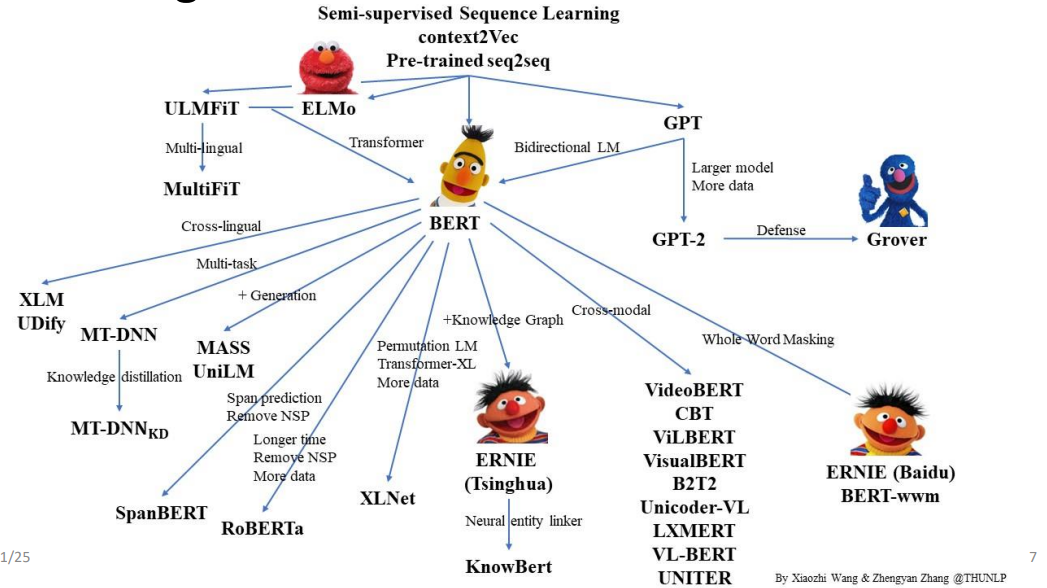 Semi-supervised Sequence Learning
context2Vec
Pre-trained seq2seq
ULMFiT
ELMo
GPT
Multi-lingual
Transformer
Bidirectional LM
Larger model
More data
MultiFiT
BERT
GPT-2
Defense
Grover
Cross-lingual
Multi-task
+ Generation
+Knowledge Graph
Cross-modal
Whole Word Masking
XLM
UDify
MT-DNN
MASS
UniLM
Permutation LM
Transformer-XL
More data
Knowledge distillation
Span prediction
Remove NSP
MT-DNNKD
Longer time
Remove NSP
More data
VideoBERT
CBT
ViLBERT
VisualBERT
B2T2
Unicoder-VL
LXMERT
VL-BERT
UNITER
ERNIE
(Tsinghua)
ERNIE (Baidu)
BERT-wwm
SpanBERT
RoBERTa
XLNet
Neural entity linker
KnowBert
1/25
7
By Xiaozhi Wang & Zhengyan Zhang @THUNLP